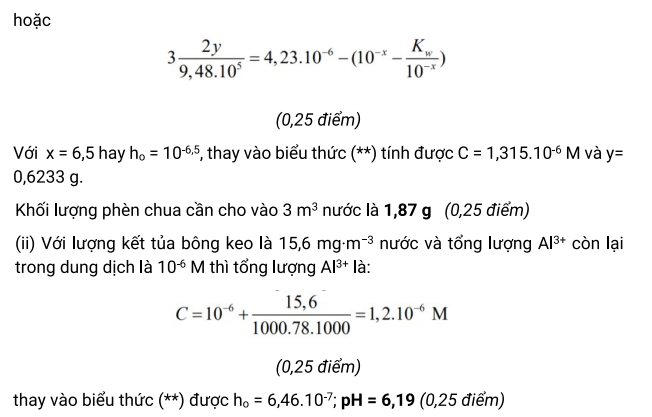 hoặc
3 2y / 9,48.10⁵ = 4,23.10⁻⁶ − (10⁻ˣ − K_w / 10⁻ˣ)
(0,25 điểm)
Với x = 6,5 hay hₒ = 10⁻⁶·⁵, thay vào biểu thức (**) tính được C = 1,315.10⁻⁶ M và y=
0,6233 g.
Khối lượng phèn chua cần cho vào 3 m³ nước là 1,87 g (0,25 điểm)
(ii) Với lượng kết tủa bông keo là 15,6 mg·m⁻³ nước và tổng lượng Al³⁺ còn lại
trong dung dịch là 10⁻⁶ M thì tổng lượng Al³⁺ là:
C = 10⁻⁶ + 15,6 / 1000.78.1000 = 1,2.10⁻⁶ M
(0,25 điểm)
thay vào biểu thức (**) được hₒ = 6,46.10⁻⁷; pH = 6,19 (0,25 điểm)